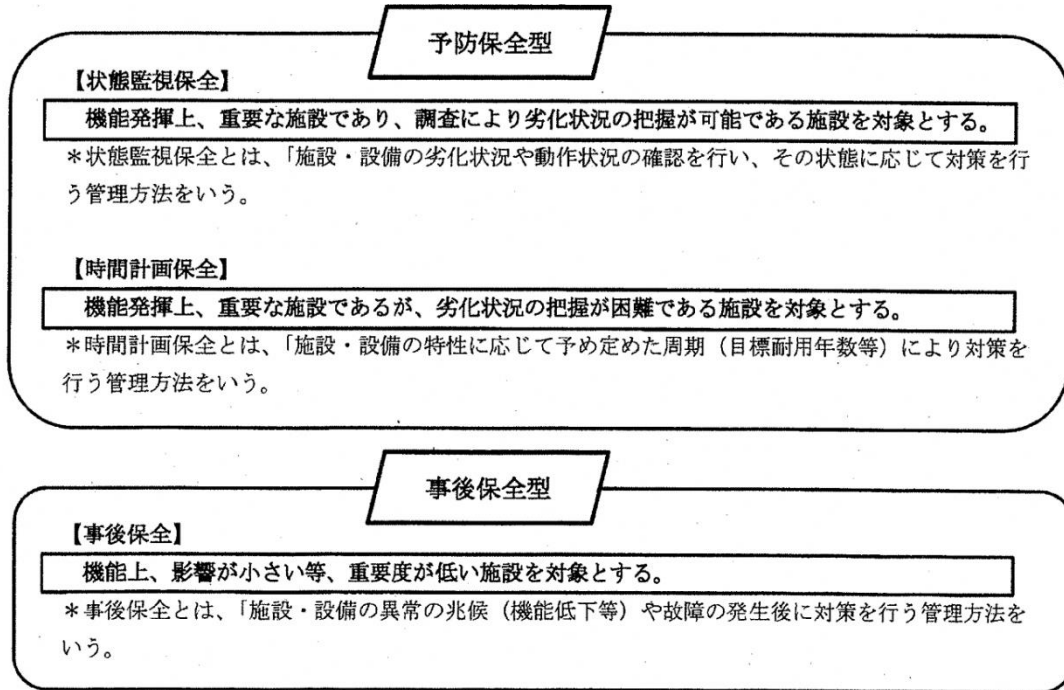 予防保全型
【状態監視保全】
機能発揮上、重要な施設であり、調査により劣化状況の把握が可能である施設を対象とする。
＊状態監視保全とは、「施設・設備の劣化状況や動作状況の確認を行い、その状態に応じて対策を行
う管理方法をいう。
【時間計画保全】
機能発揮上、重要な施設であるが、劣化状況の把握が困難である施設を対象とする。
＊時間計画保全とは、「施設・設備の特性に応じて予め定めた周期（目標耐用年数等）により対策を
行う管理方法をいう。
事後保全型
【事後保全】
機能上、影響が小さい等、重要度が低い施設を対象とする。
＊事後保全とは、「施設・設備の異常の兆候（機能低下等）や故障の発生後に対策を行う管理方法を
いう。